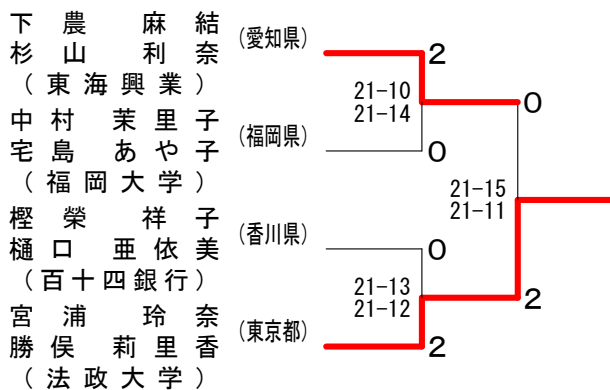 下農 麻結
杉山 利奈
(東海興業)
(愛知県)
2
21-10
21-14
0
中村 茉里子
宅島 あや子
(福岡大学)
(福岡県)
0
21-15
21-11
樫榮 祥子
樋口 亜依美
(百十四銀行)
(香川県)
0
21-13
21-12
2
宮浦 玲奈
勝俣 莉里香
(法政大学)
(東京都)
2